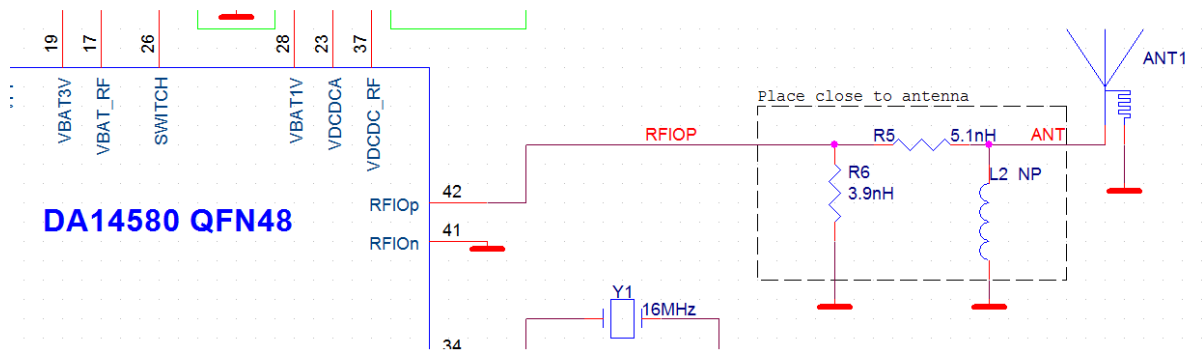 19
17
26
28
23
37
VBAT3V
VBAT_RF
SWITCH
VBAT1V
VDCDCA
VDCDC_RF
ANT1
Place close to antenna
RFIOP
R5
5.1nH
ANT
R6
3.9nH
L2 NP
RFIOp
42
DA14580 QFN48
RFIOn
41
Y1
16MHz
34